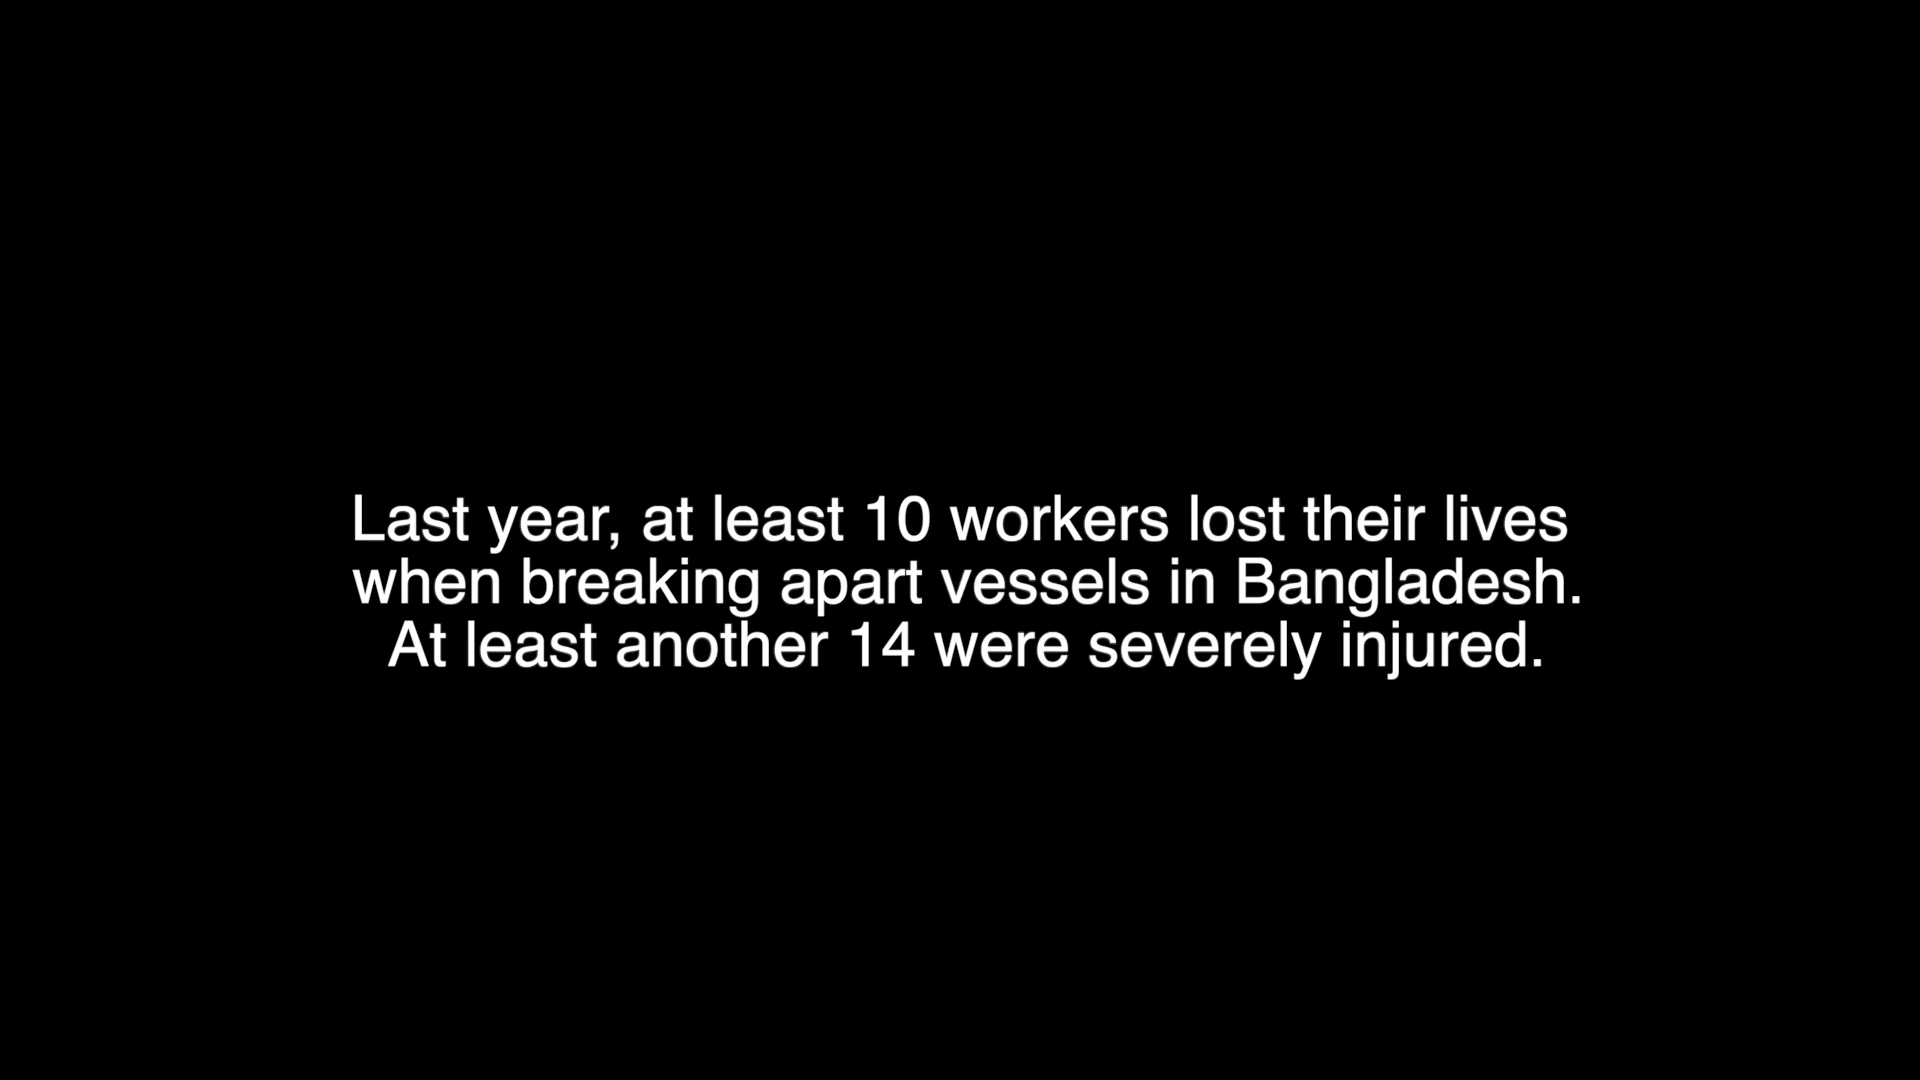 Last year, at least 10 workers lost their lives
when breaking apart vessels in Bangladesh.
At least another 14 were severely injured.